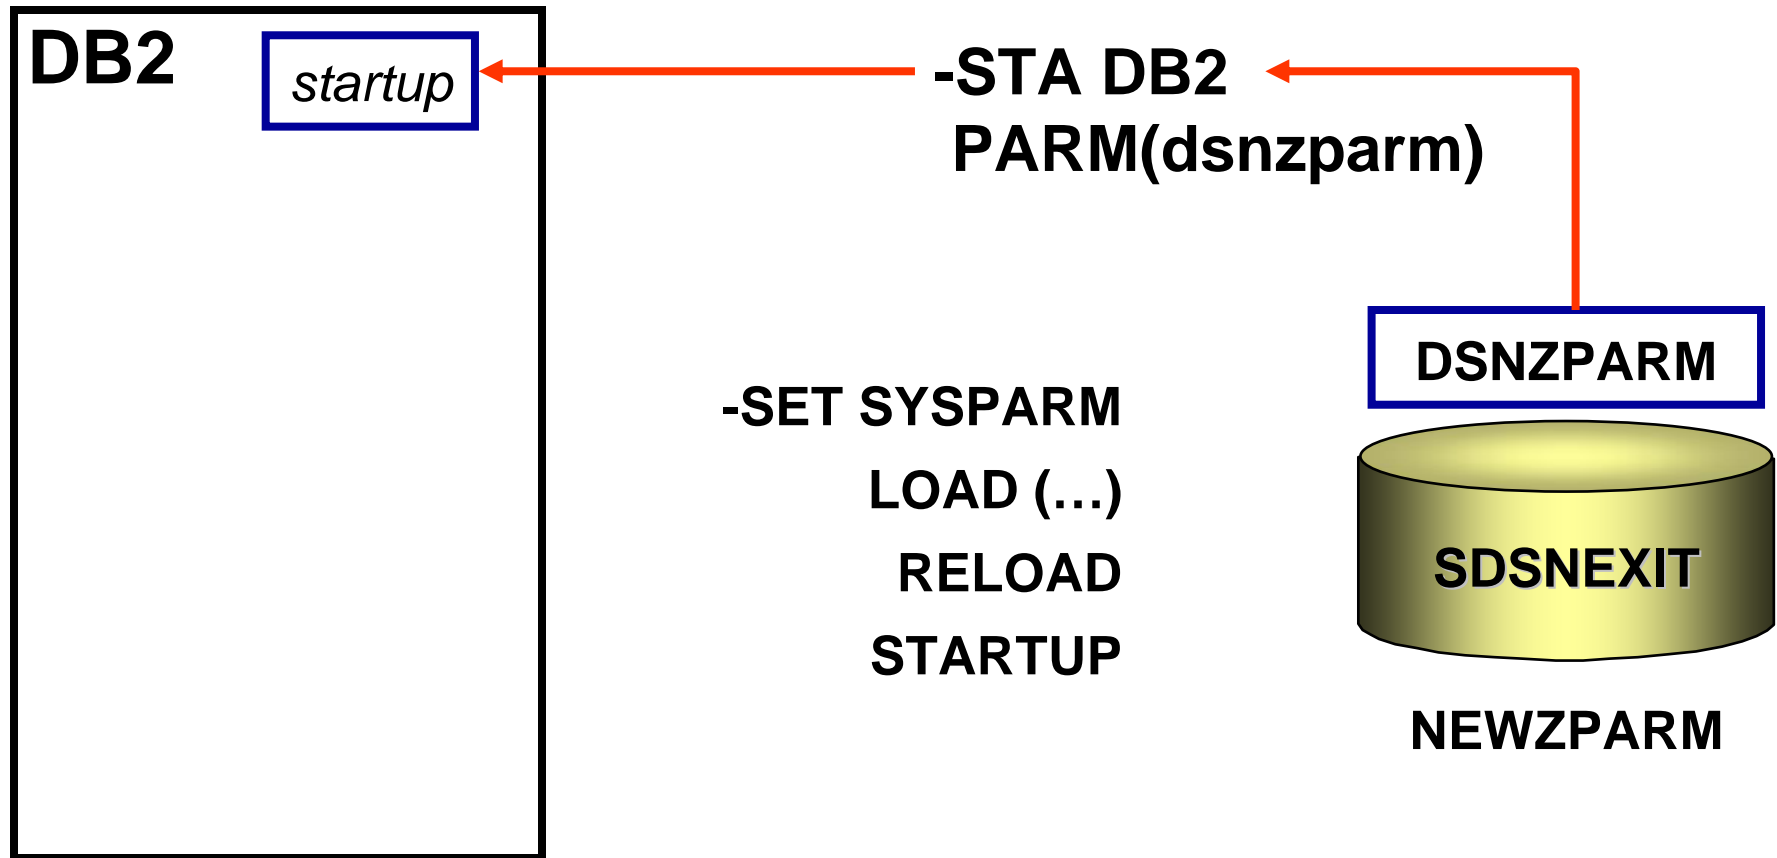 DB2
startup
-STA DB2
PARM(dsnzparm)
DSNZPARM
-SET SYSPARM
LOAD (…)
RELOAD
STARTUP
SDSNEXIT
NEWZPARM